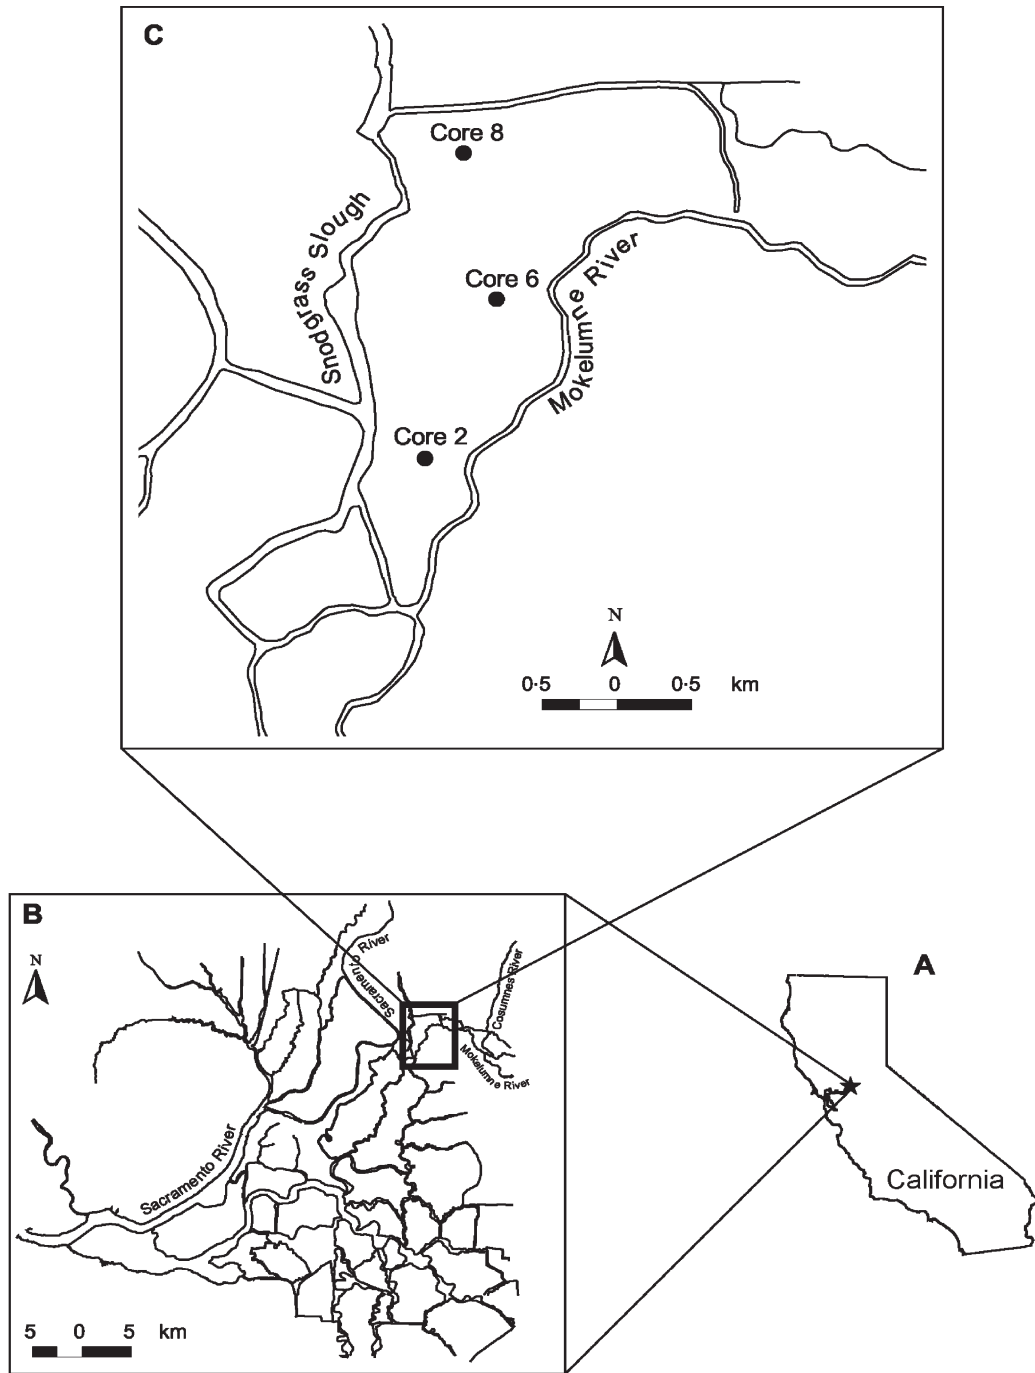 C
Core 8
Snodgrass Slough
Core 6
Mokelumne River
Core 2
N
0·5 0 0·5 km
B
N
Sacramen
o River
Cosumnes River
Mokelumne River
Sacramento River
5 0 5 km
A
California